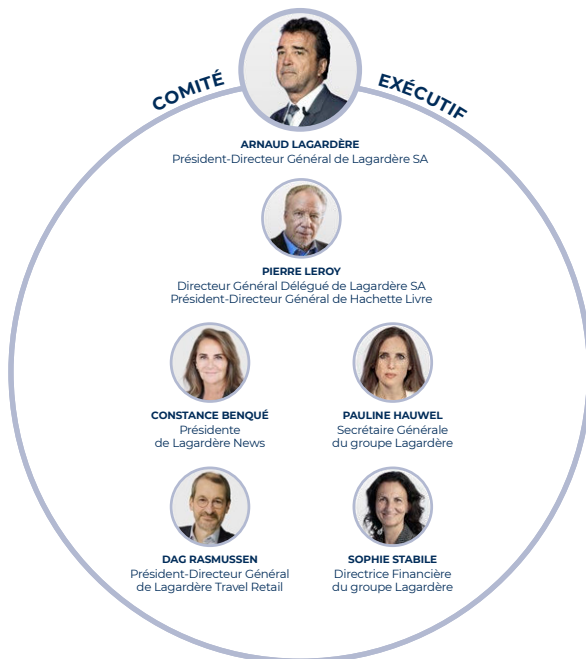 COMITÉ EXÉCUTIF
ARNAUD LAGARDÈRE
Président-Directeur Général de Lagardère SA
PIERRE LEROY
Directeur Général Délégué de Lagardère SA
Président-Directeur Général de Hachette Livre
CONSTANCE BENQUÉ
Présidente
de Lagardère News
PAULINE HAUWEL
Secrétaire Générale
du groupe Lagardère
DAG RASMUSSEN
Président-Directeur Général
de Lagardère Travel Retail
SOPHIE STABILE
Directrice Financière
du groupe Lagardère